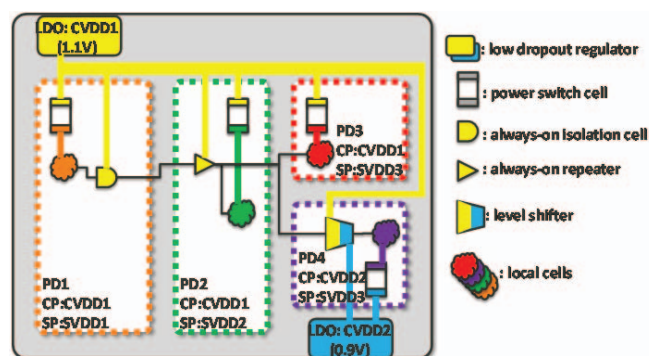 LDO: CVDD1
(1.1V)
PD1
CP:CVDD1
SP:SVDD1
PD2
CP:CVDD1
SP:SVDD2
PD3
CP:CVDD1
SP:SVDD3
PD4
CP:CVDD2
SP:SVDD3
LDO: CVDD2
(0.9V)
: low dropout regulator
: power switch cell
: always-on isolation cell
: always-on repeater
: level shifter
: local cells